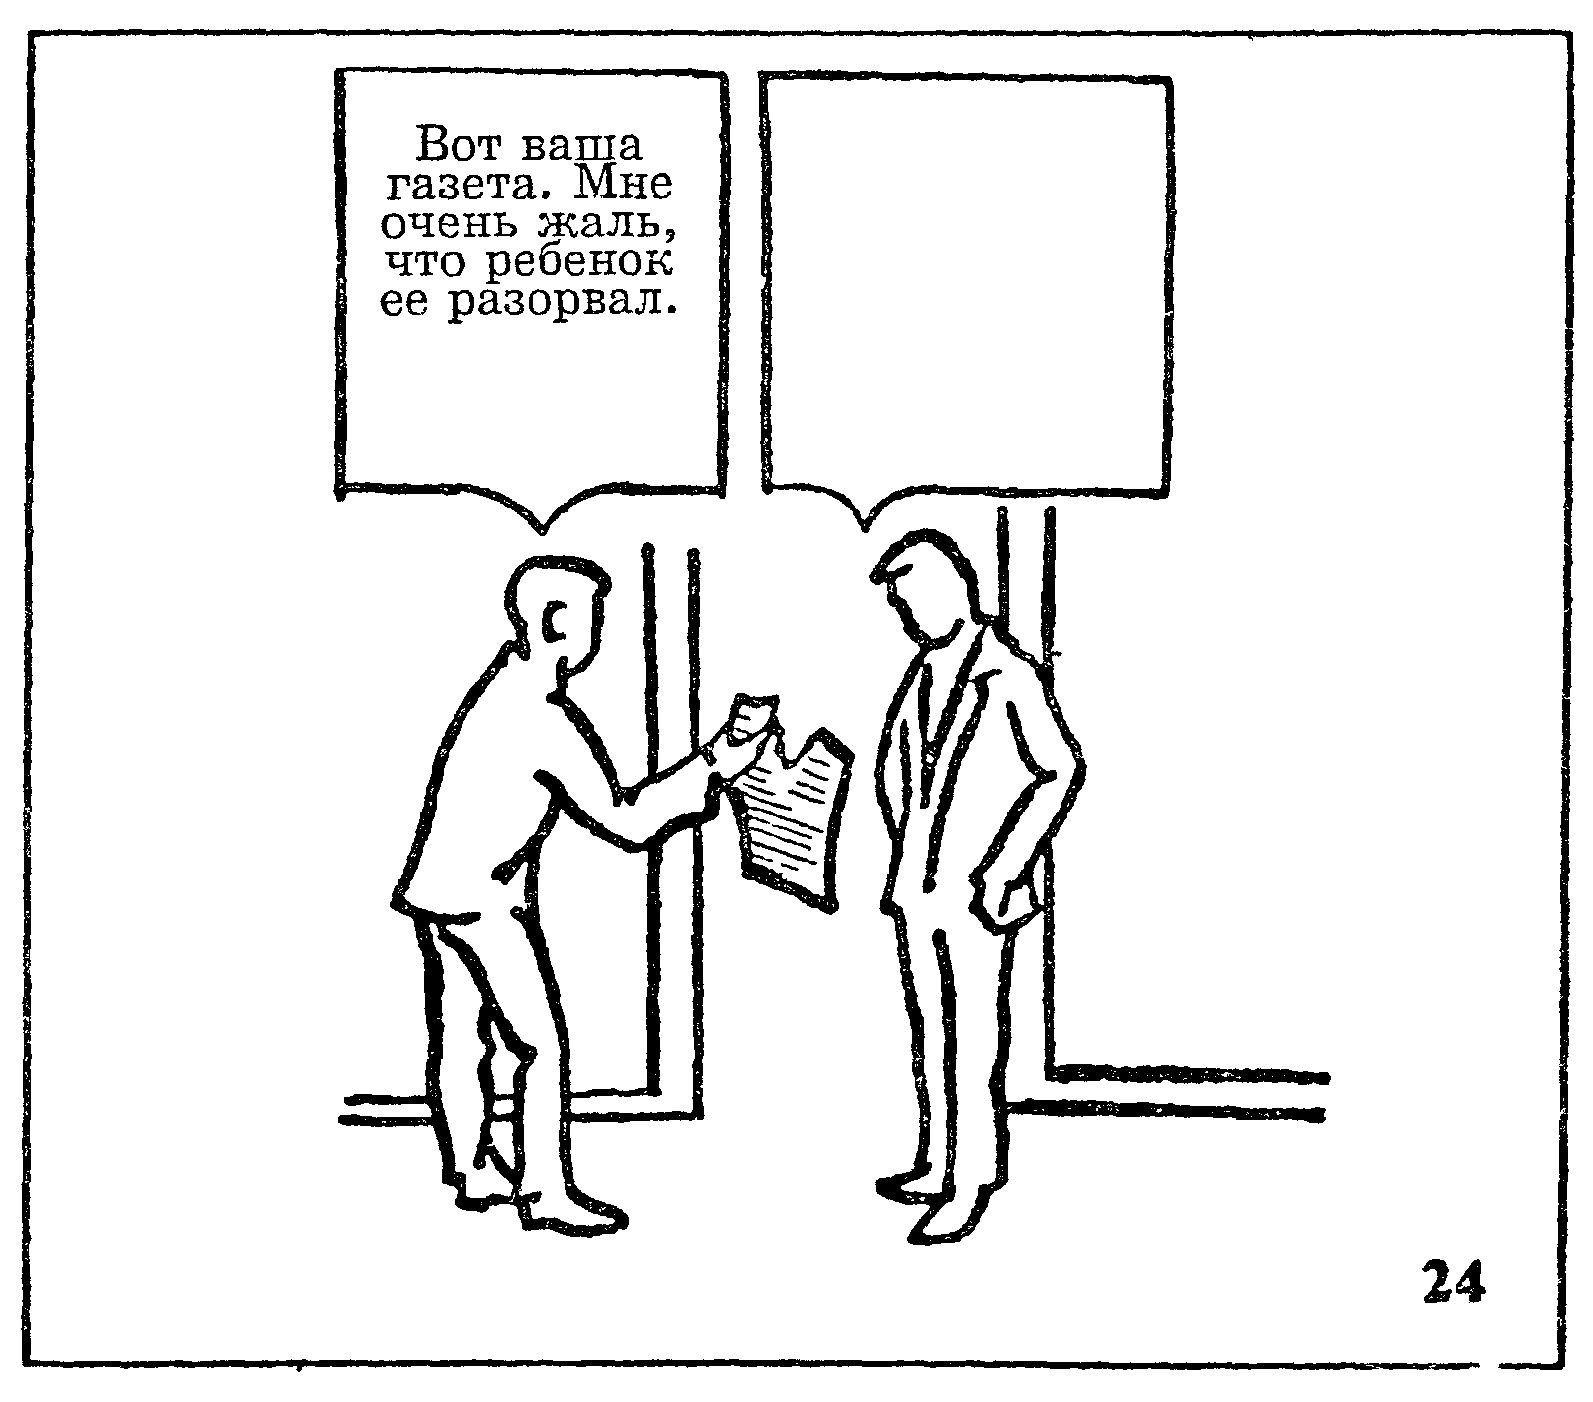 Вот ваша
газета. Мне
очень жаль,
что ребенок
ее разорвал.
24